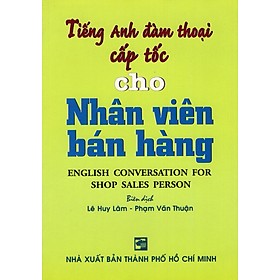 Tiếng Anh đàm thoại
cấp tốc
cho
Nhân viên
bán hàng
ENGLISH CONVERSATION FOR
SHOP SALES PERSON
Biên dịch
Lê Huy Lâm - Phạm Văn Thuận
NHÀ XUẤT BẢN THÀNH PHỐ HỒ CHÍ MINH